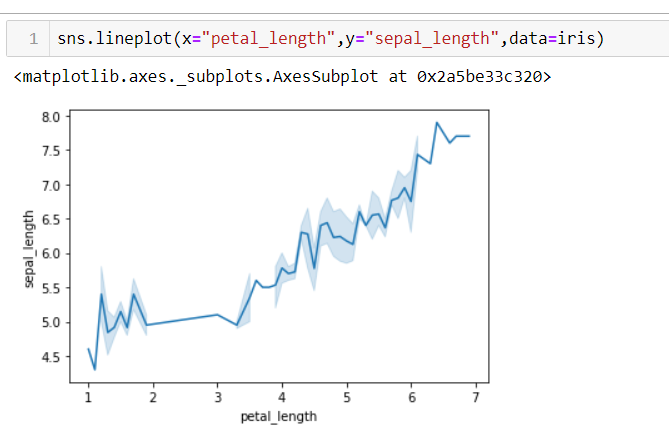 1 sns.lineplot(x="petal_length",y="sepal_length",data=iris)
<matplotlib.axes._subplots.AxesSubplot at 0x2a5be33c320>
8.0
7.5
7.0
6.5
6.0
5.5
5.0
4.5
sepal_length
1 2 3 4 5 6 7
petal_length